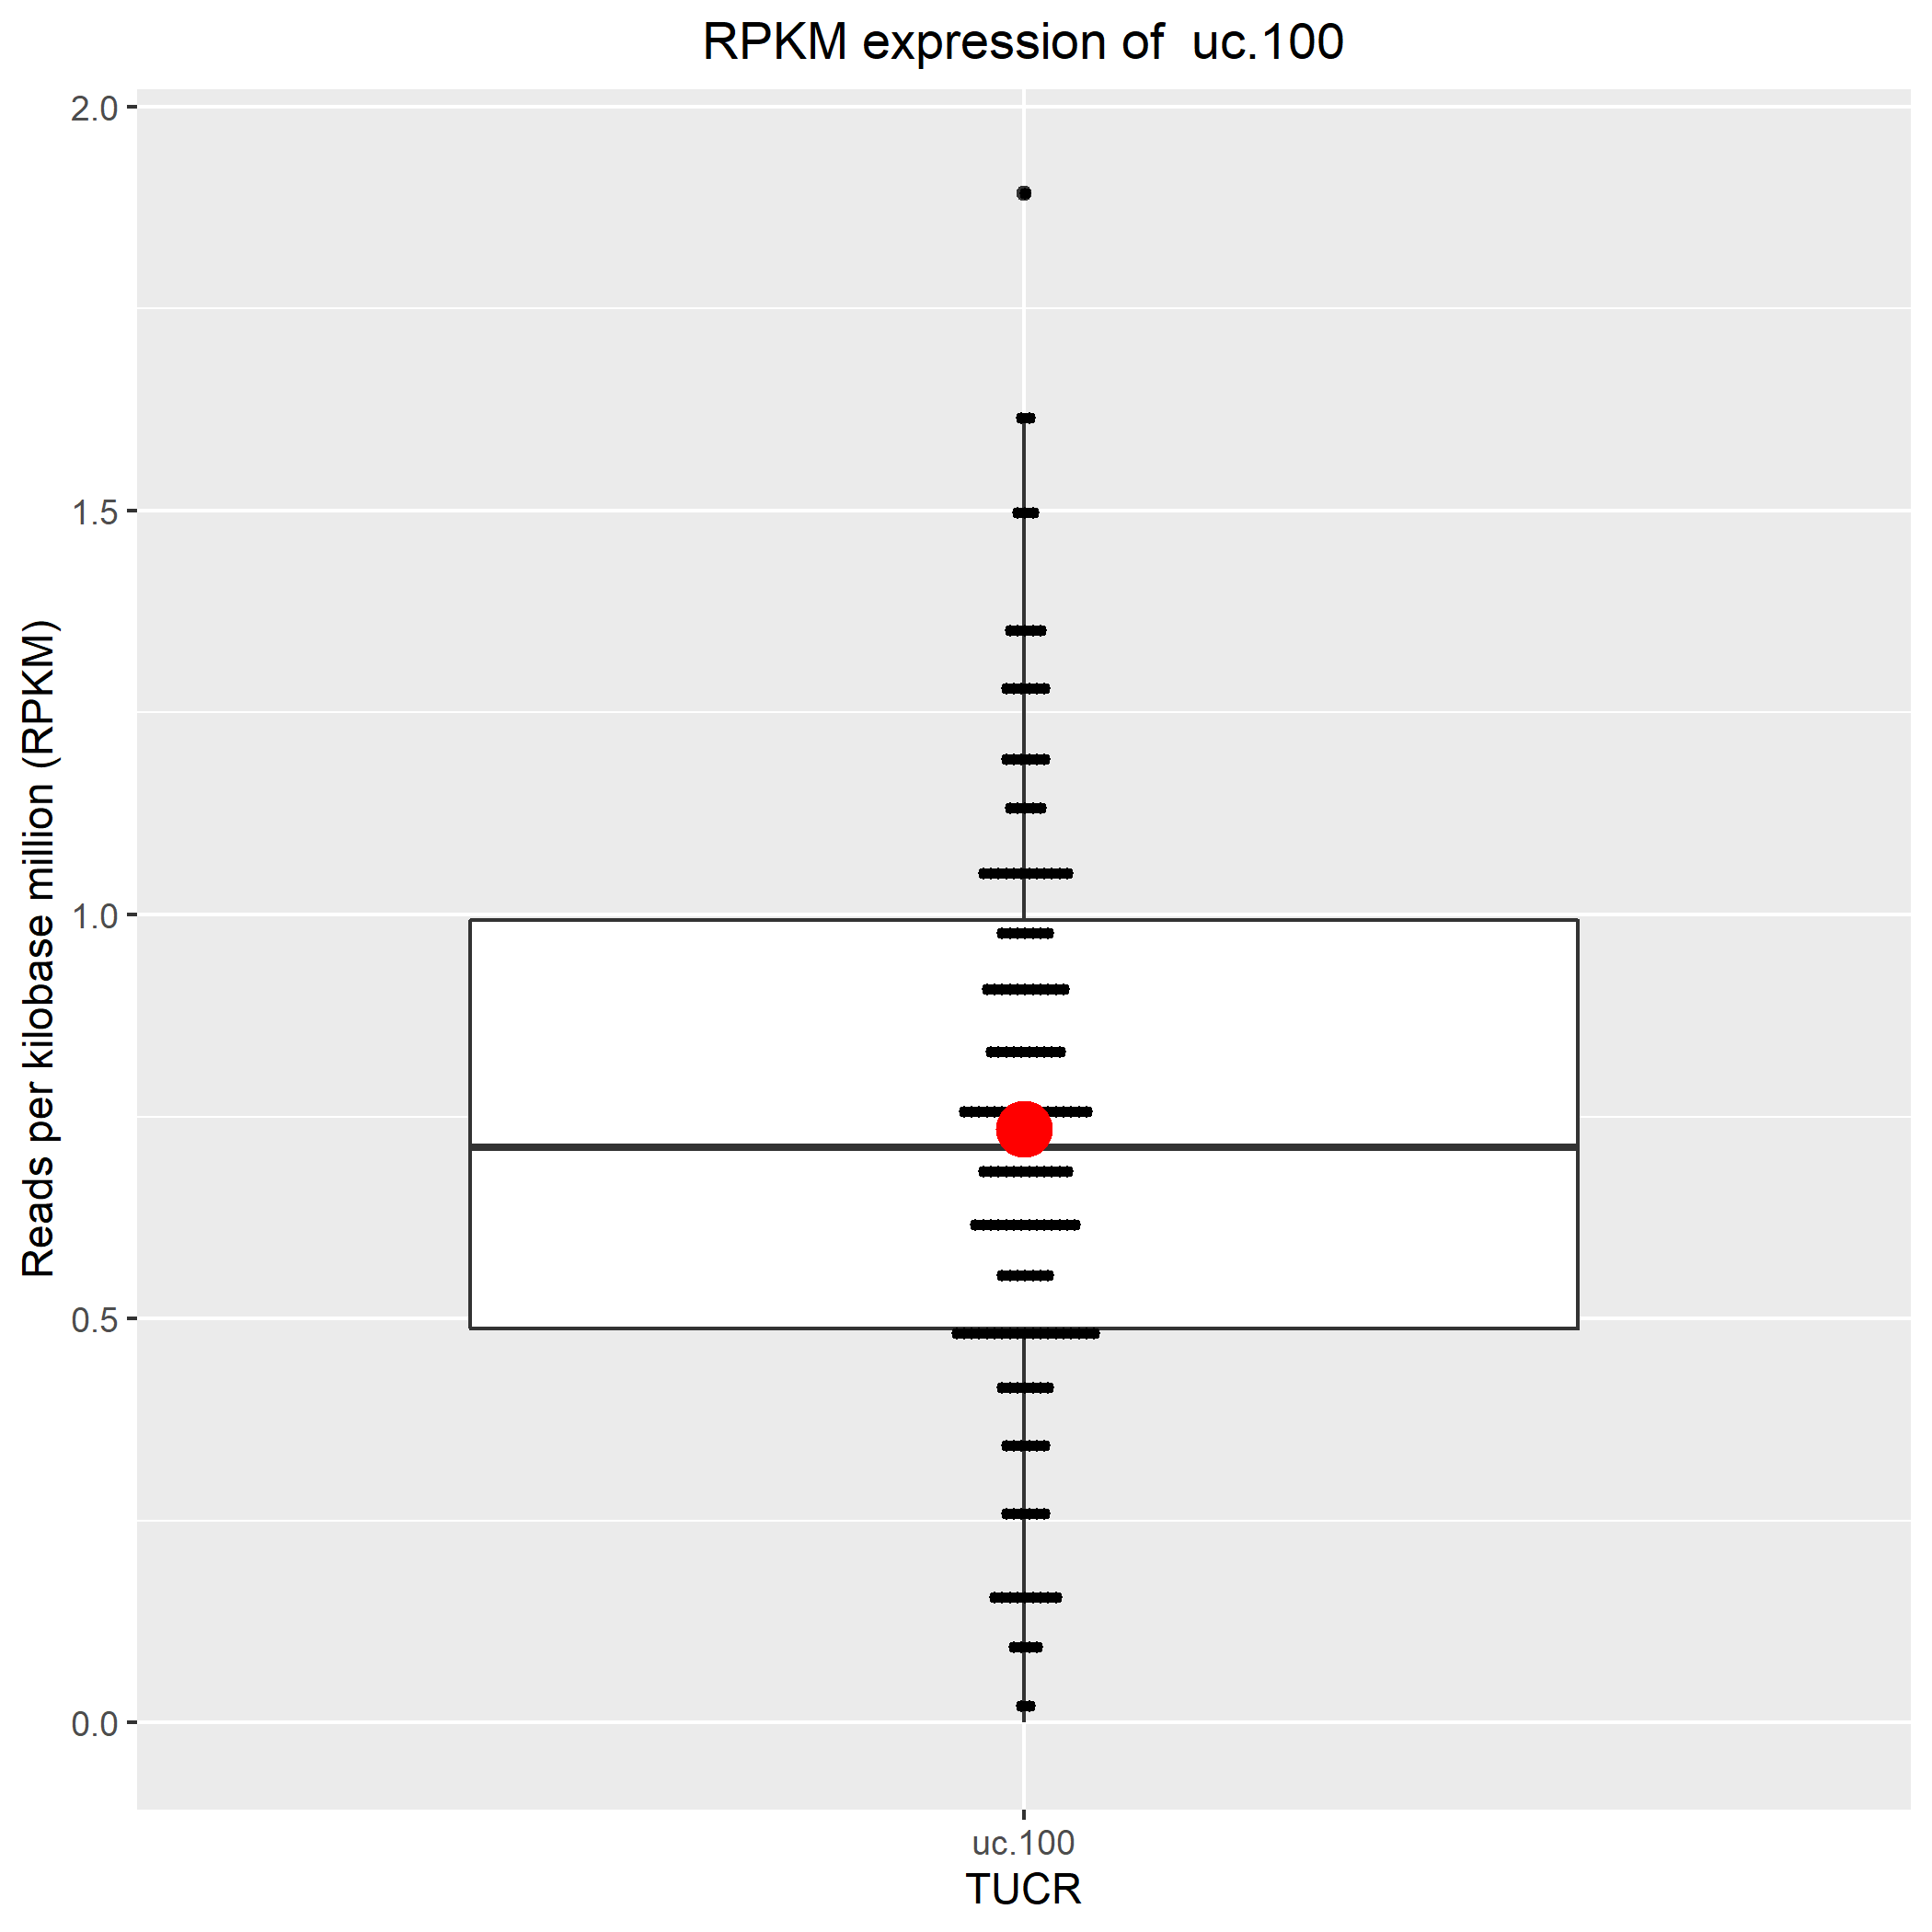 RPKM expression of  uc.100
Reads per kilobase million (RPKM)
2.0
1.5
1.0
0.5
0.0
uc.100
TUCR